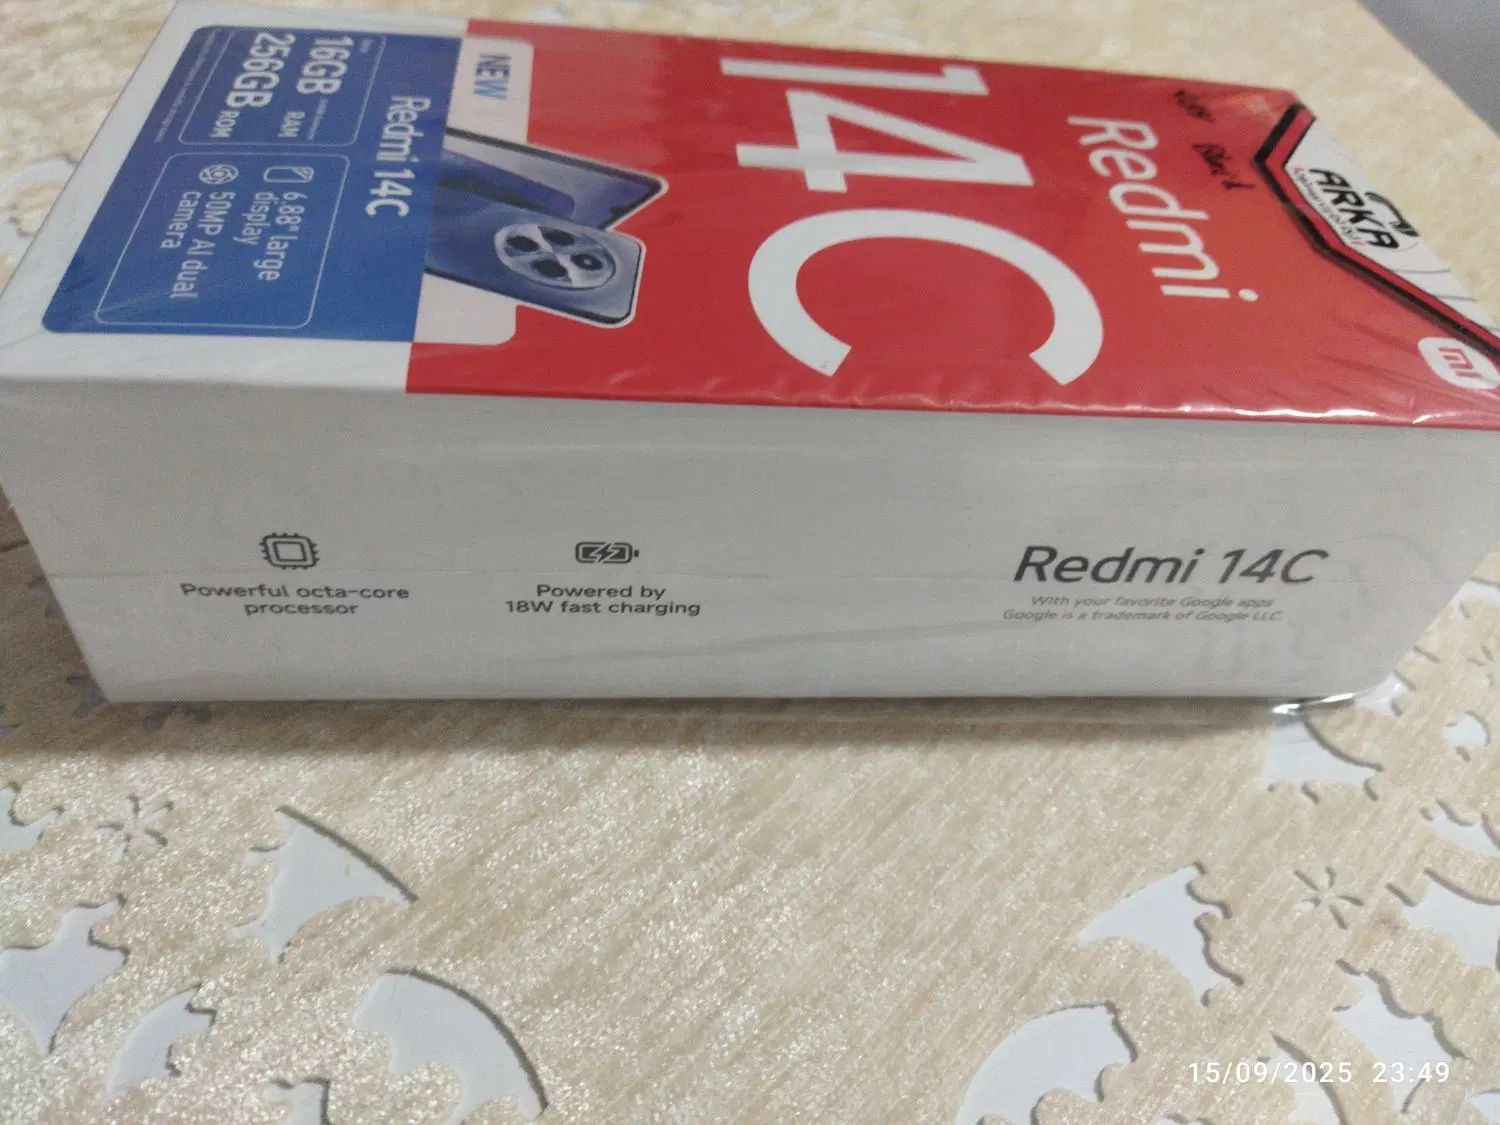 Redmi
14C
ARKA
mi
NEW
Redmi 14C
16GB RAM
256GB ROM
6.88" large
display
50MP AI dual
camera
Powerful octa-core
processor
Powered by
18W fast charging
Redmi 14C
With your favorite Google apps
Google is a trademark of Google LLC.
15/09/2025 23:49